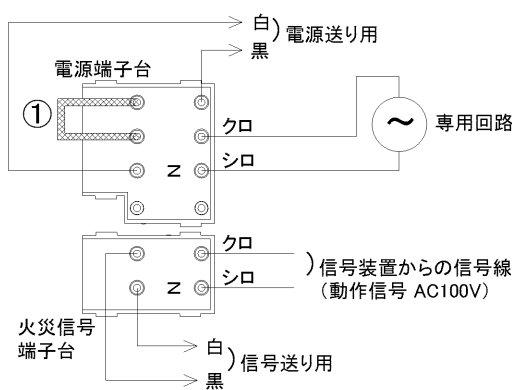 白
電源送り用
黒
電源端子台
①
クロ
専用回路
シロ
N
クロ
信号装置からの信号線
(動作信号 AC100V)
シロ
N
火災信号
端子台
白
信号送り用
黒